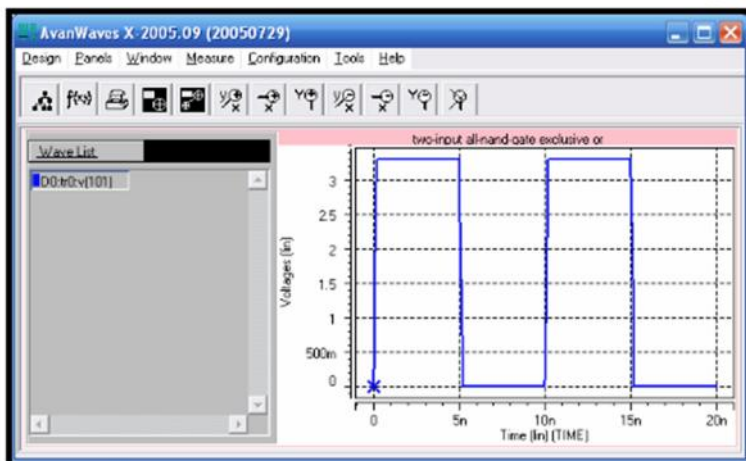 AvanWaves X-2005.09 (20050729)
Design Panels Window Measure Configuration Tools Help
f(x)
Wave List
D0:tr0:v(101)
two-input all-nand-gate exclusive or
Voltages (lin)
3
2.5
2
1.5
1
500m
0
0 5n 10n 15n 20n
Time (lin) (TIME)